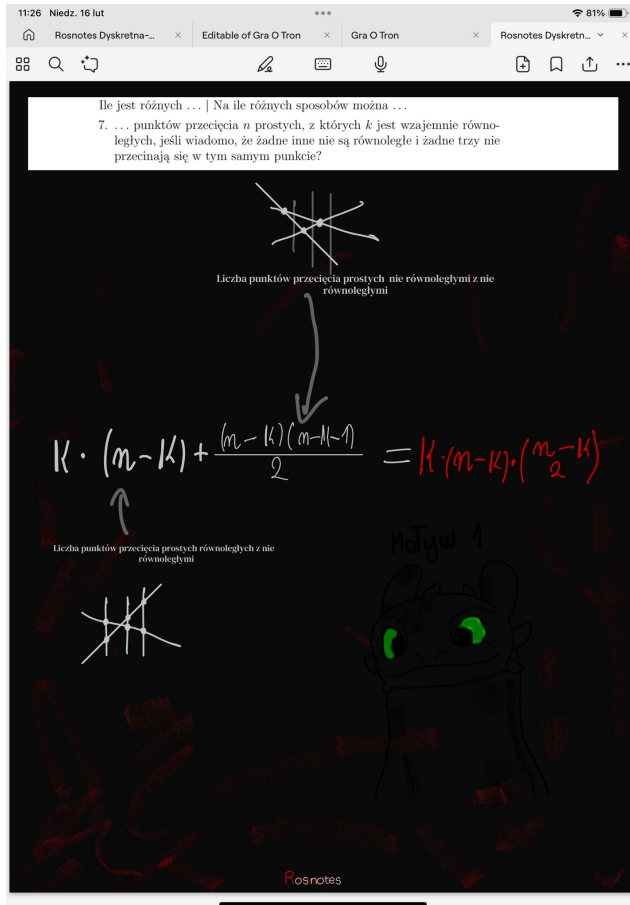 11:26 Niedz. 16 lut
81%
Rosnotes Dyskretna-... × Editable of Gra O Tron × Gra O Tron × Rosnotes Dyskretn... ×
Ile jest różnych ... | Na ile różnych sposobów można ...
7. ... punktów przecięcia n prostych, z których k jest wzajemnie równo-
ległych, jeśli wiadomo, że żadne inne nie są równoległe i żadne trzy nie
przecinają się w tym samym punkcie?
Liczba punktów przecięcia prostych nie równoległymi z nie
równoległymi
K · (n-K) + (n-K)(n-K-1)/2 = K·(n-K)·(n-K 2)
Liczba punktów przecięcia prostych równoległych z nie
równoległymi
Motyw 1
Rosnotes